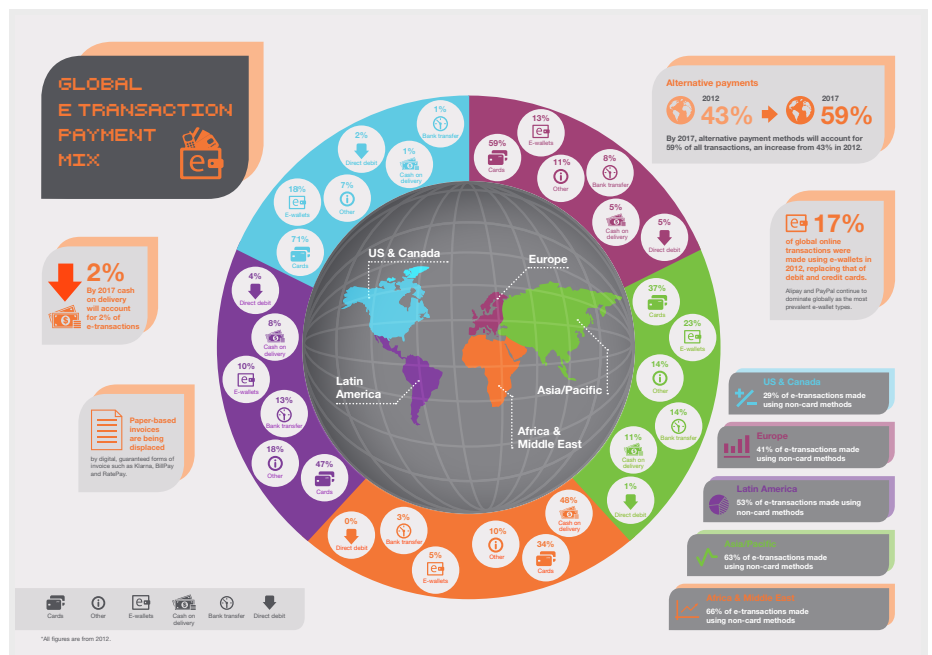 GLOBAL
E TRANSACTION
PAYMENT
MIX
Alternative payments
2012
43%
2017
59%
By 2017, alternative payment methods will account for
59% of all transactions, an increase from 43% in 2012.
17%
of global online
transactions were
made using e-wallets in
2012, replacing that of
debit and credit cards.
Alipay and PayPal continue to
dominate globally as the most
prevalent e-wallet types.
2%
By 2017 cash
on delivery
will account
for 2% of
e-transactions
Paper-based
invoices
are being
displaced
by digital, guaranteed forms of
invoice such as Klarna, BillPay
and RatePay.
1%
Bank transfer
2%
Direct debit
1%
Cash on
delivery
7%
Other
18%
E-wallets
71%
Cards
59%
Cards
13%
E-wallets
11%
Other
8%
Bank transfer
5%
Cash on
delivery
5%
Direct debit
37%
Cards
23%
E-wallets
14%
Other
14%
Bank transfer
11%
Cash on
delivery
1%
Direct debit
48%
Cash on
delivery
34%
Cards
10%
Other
5%
E-wallets
3%
Bank transfer
0%
Direct debit
47%
Cards
18%
Other
13%
Bank transfer
10%
E-wallets
8%
Cash on
delivery
4%
Direct debit
US & Canada
Europe
Latin
America
Asia/Pacific
Africa &
Middle East
US & Canada
29% of e-transactions made
using non-card methods
Europe
41% of e-transactions made
using non-card methods
Latin America
53% of e-transactions made using
non-card methods
Asia/Pacific
63% of e-transactions made
using non-card methods
Africa & Middle East
66% of e-transactions made
using non-card methods
Cards
Other
E-wallets
Cash on
delivery
Bank transfer
Direct debit
*All figures are from 2012.